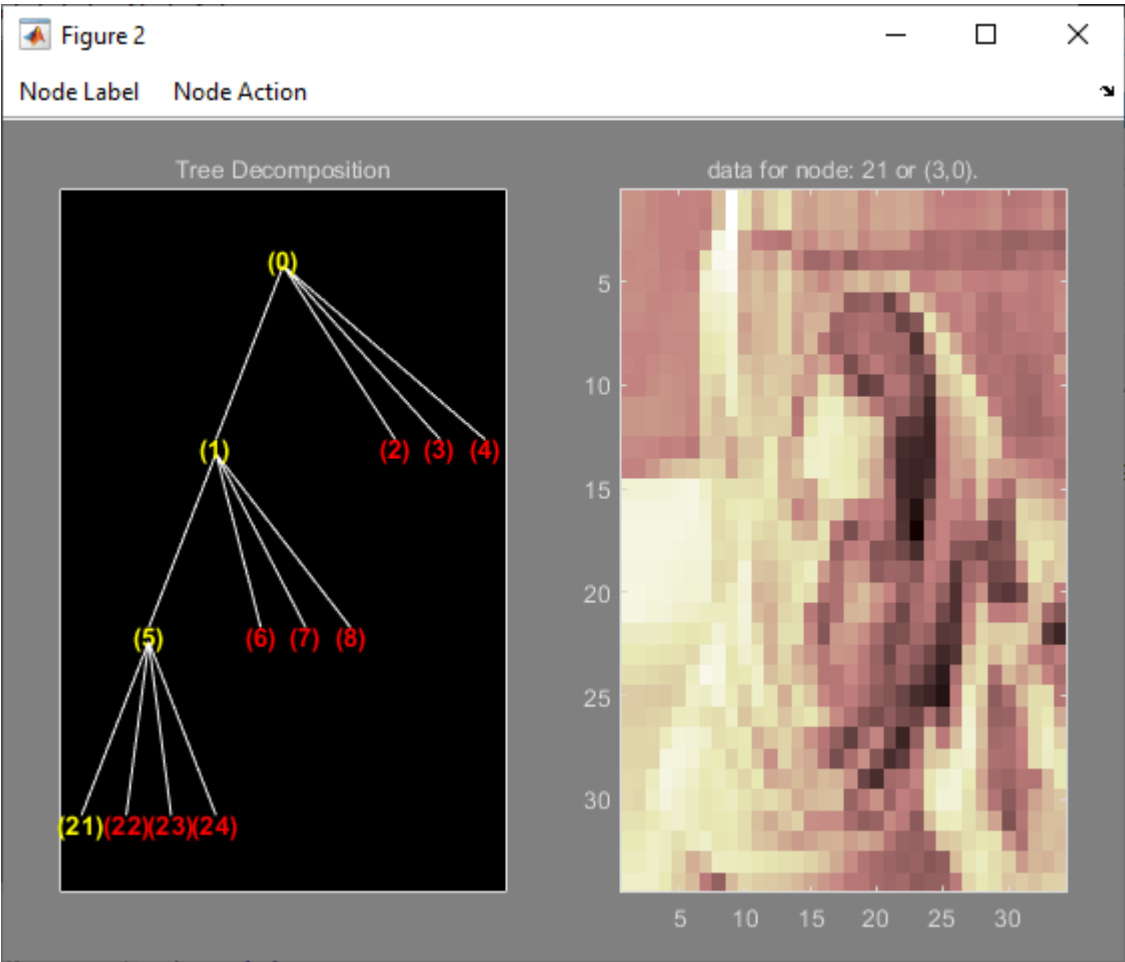 Figure 2
Node Label Node Action
Tree Decomposition
data for node: 21 or (3,0).
(0)
(1) (2) (3) (4)
(5) (6) (7) (8)
(21) (22) (23) (24)
5
10
15
20
25
30
5 10 15 20 25 30